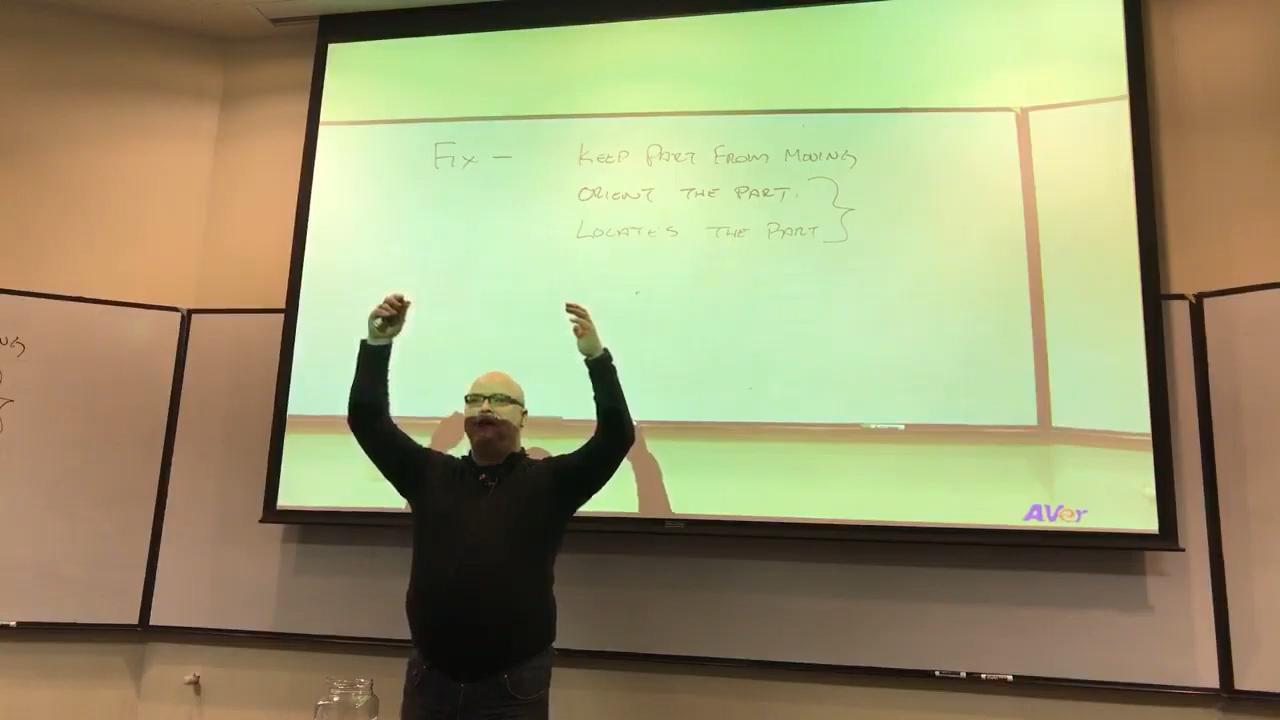 FIX — KEEP PART FROM MOVING
ORIENT THE PART.
LOCATES THE PART
AVer